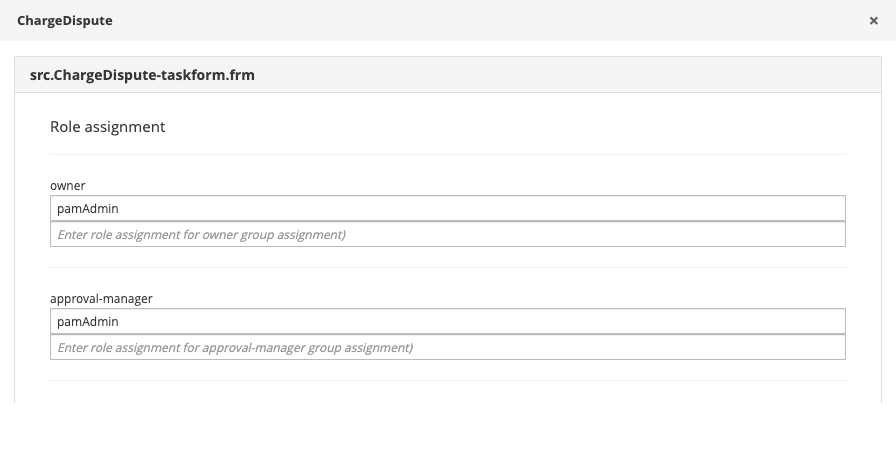 ChargeDispute
×
src.ChargeDispute-taskform.frm
Role assignment
owner
pamAdmin
Enter role assignment for owner group assignment)
approval-manager
pamAdmin
Enter role assignment for approval-manager group assignment)